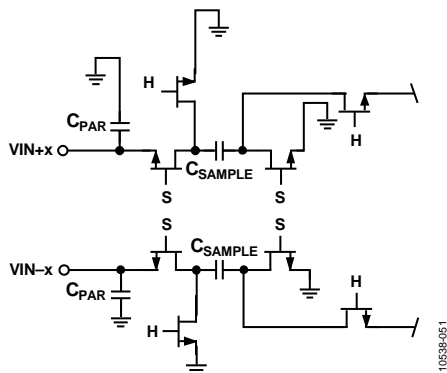 H
C_PAR
VIN+x
H
C_SAMPLE
S
S
S
S
C_SAMPLE
VIN–x
C_PAR
H
H
10538-051